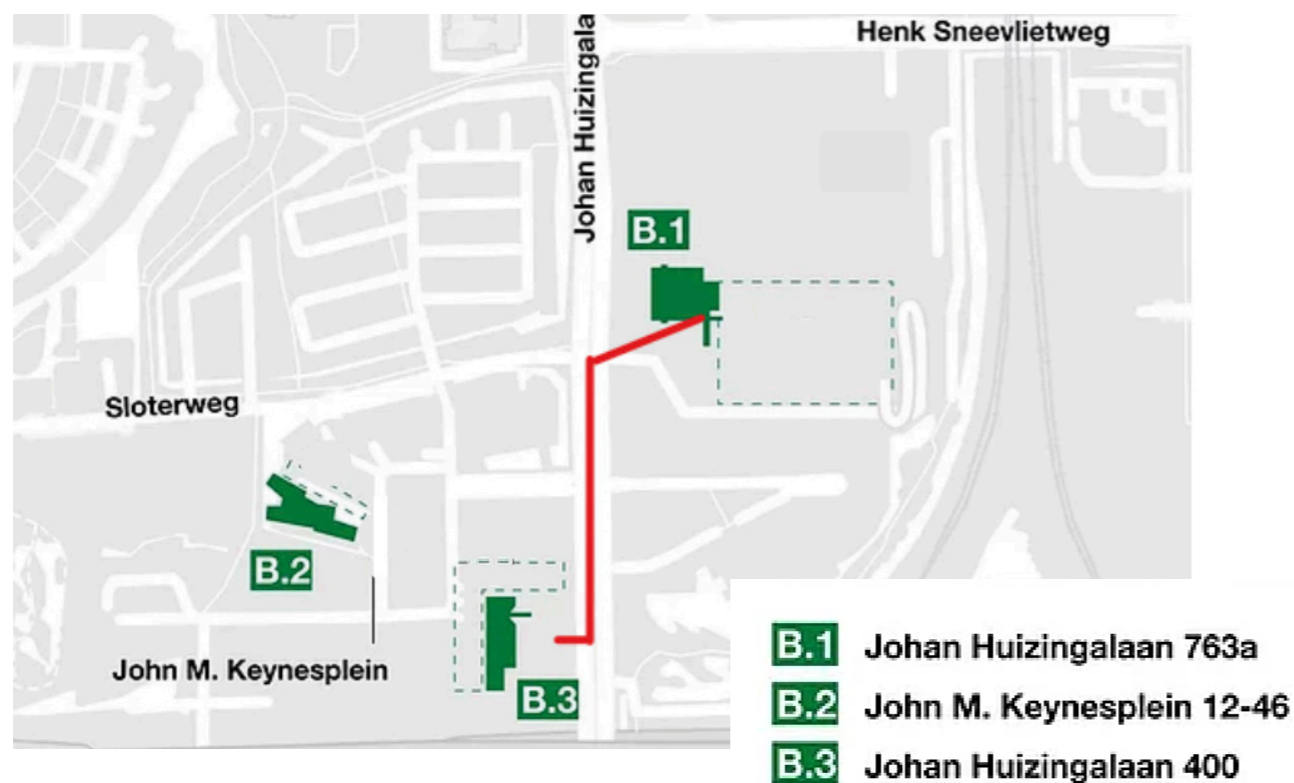 Henk Sneevlietweg
Johan Huizingala
B.1
Sloterweg
B.2
John M. Keynesplein
B.3
B.1 Johan Huizingalaan 763a
B.2 John M. Keynesplein 12-46
B.3 Johan Huizingalaan 400